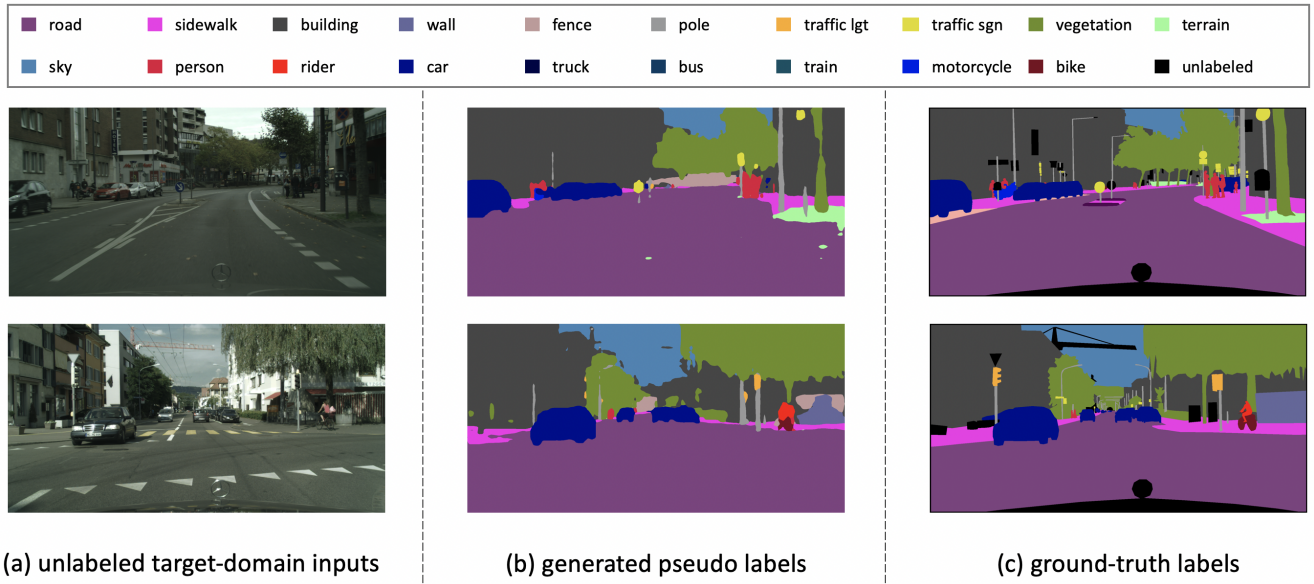 road sidewalk building wall fence pole traffic lgt traffic sgn vegetation terrain
sky person rider car truck bus train motorcycle bike unlabeled
(a) unlabeled target-domain inputs (b) generated pseudo labels (c) ground-truth labels